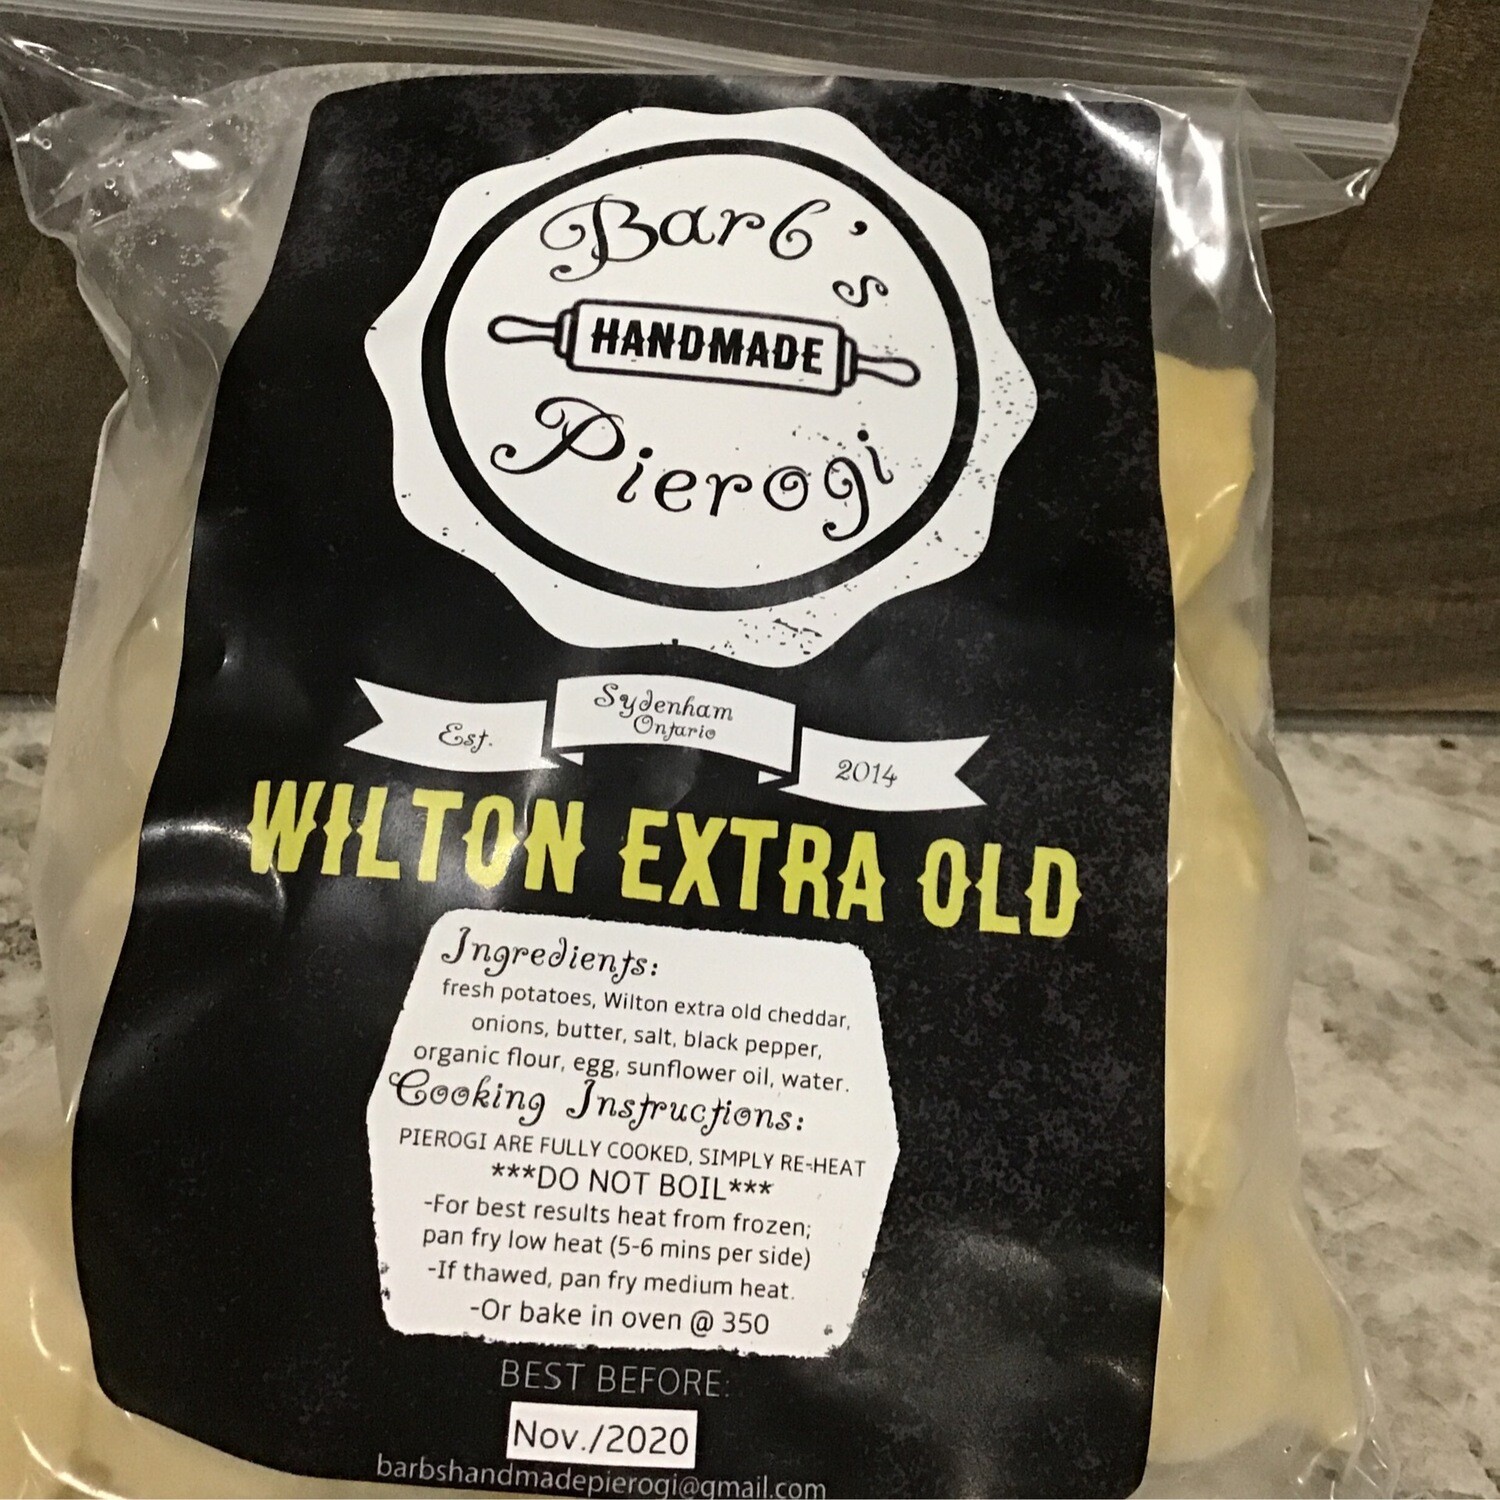 Barb's
HANDMADE
Pierogi
Est.
Sydenham
Ontario
2014
WILTON EXTRA OLD
Ingredients:
fresh potatoes, Wilton extra old cheddar,
onions, butter, salt, black pepper,
organic flour, egg, sunflower oil, water.
Cooking Instructions:
PIEROGI ARE FULLY COOKED, SIMPLY RE-HEAT
***DO NOT BOIL***
-For best results heat from frozen;
pan fry low heat (5-6 mins per side)
-If thawed, pan fry medium heat.
-Or bake in oven @ 350
BEST BEFORE:
Nov./2020
barbshandmadepierogi@gmail.com